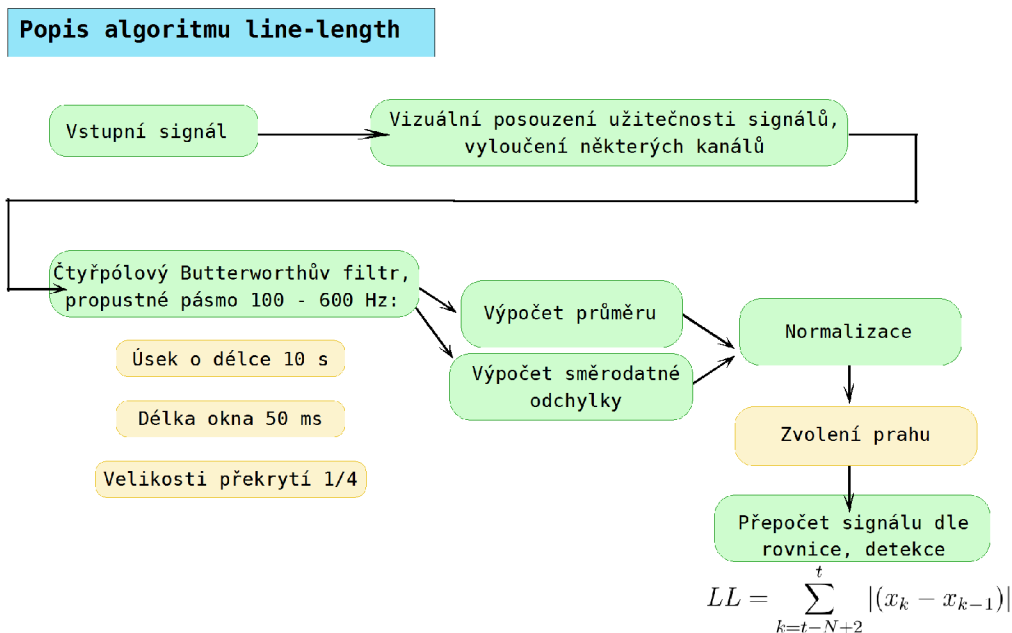 Popis algoritmu line-length
Vstupní signál
Vizuální posouzení užitečnosti signálů,
vyloučení některých kanálů
Čtyřpólový Butterworthův filtr,
propustné pásmo 100 - 600 Hz:
Úsek o délce 10 s
Délka okna 50 ms
Velikosti překrytí 1/4
Výpočet průměru
Výpočet směrodatné
odchylky
Normalizace
Zvolení prahu
Přepočet signálu dle
rovnice, detekce
LL = \sum_{k=t-N+2}^{t} |(x_k - x_{k-1})|